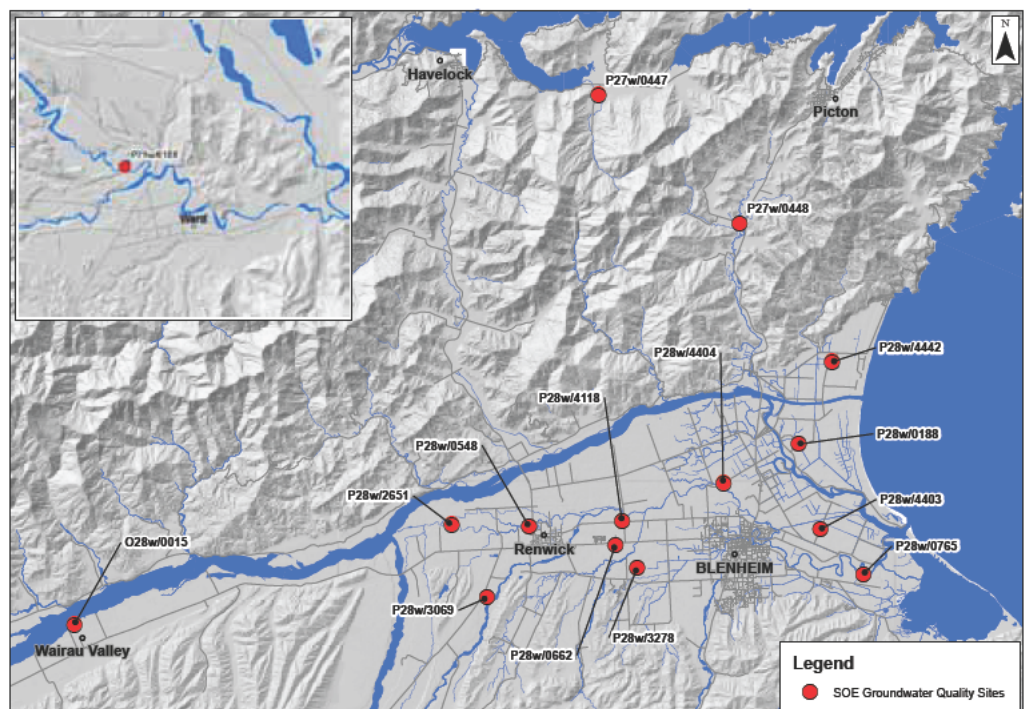 N
Havelock
P27w/0447
Picton
Ward
P27w/0448
P28w/4404
P28w/4442
P28w/4118
P28w/0548
P28w/0188
P28w/2651
P28w/4403
O28w/0015
Renwick
BLENHEIM
P28w/0765
P28w/3069
P28w/3278
Wairau Valley
P28w/0662
Legend
SOE Groundwater Quality Sites